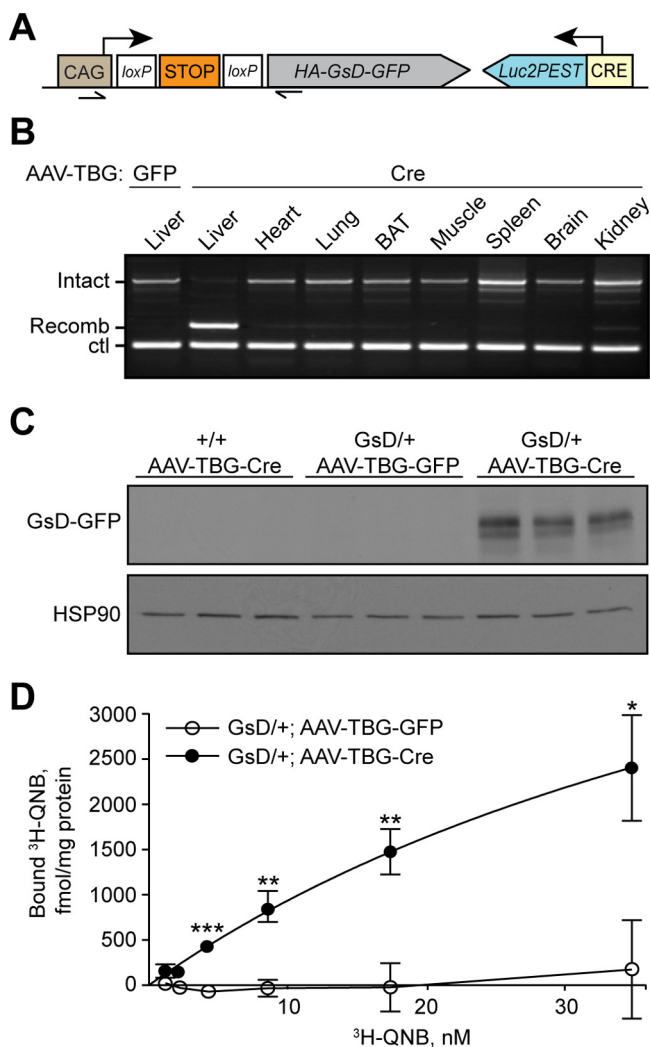 A
CAG loxP STOP loxP HA-GsD-GFP Luc2PEST CRE
B
AAV-TBG: GFP Cre
Liver Liver Heart Lung BAT Muscle Spleen Brain Kidney
Intact
Recomb
ctl
C
+/+ GsD/+ GsD/+
AAV-TBG-Cre AAV-TBG-GFP AAV-TBG-Cre
GsD-GFP
HSP90
D
Bound ³H-QNB,
fmol/mg protein
3000
2500
2000
1500
1000
500
0
GsD/+; AAV-TBG-GFP
GsD/+; AAV-TBG-Cre
*** ** ** *
10 20 30
³H-QNB, nM